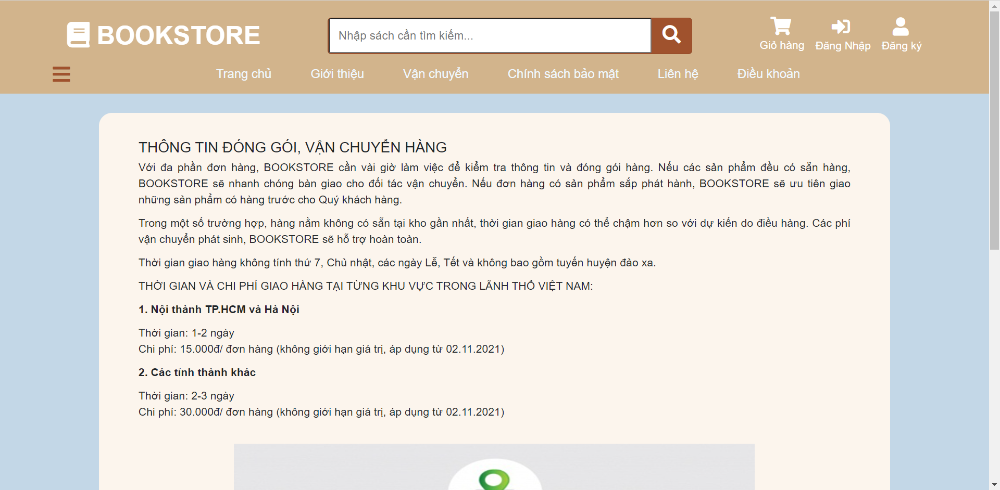 BOOKSTORE
Nhập sách cần tìm kiếm...
Giỏ hàng
Đăng Nhập
Đăng ký
Trang chủ
Giới thiệu
Vận chuyển
Chính sách bảo mật
Liên hệ
Điều khoản
THÔNG TIN ĐÓNG GÓI, VẬN CHUYỂN HÀNG
Với đa phần đơn hàng, BOOKSTORE cần vài giờ làm việc để kiểm tra thông tin và đóng gói hàng. Nếu các sản phẩm đều có sẵn hàng,
BOOKSTORE sẽ nhanh chóng bàn giao cho đối tác vận chuyển. Nếu đơn hàng có sản phẩm sắp phát hành, BOOKSTORE sẽ ưu tiên giao
những sản phẩm có hàng trước cho Quý khách hàng.
Trong một số trường hợp, hàng nằm không có sẵn tại kho gần nhất, thời gian giao hàng có thể chậm hơn so với dự kiến do điều hàng. Các phí
vận chuyển phát sinh, BOOKSTORE sẽ hỗ trợ hoàn toàn.
Thời gian giao hàng không tính thứ 7, Chủ nhật, các ngày Lễ, Tết và không bao gồm tuyến huyện đảo xa.
THỜI GIAN VÀ CHI PHÍ GIAO HÀNG TẠI TỪNG KHU VỰC TRONG LÃNH THỔ VIỆT NAM:
1. Nội thành TP.HCM và Hà Nội
Thời gian: 1-2 ngày
Chi phí: 15.000đ/ đơn hàng (không giới hạn giá trị, áp dụng từ 02.11.2021)
2. Các tỉnh thành khác
Thời gian: 2-3 ngày
Chi phí: 30.000đ/ đơn hàng (không giới hạn giá trị, áp dụng từ 02.11.2021)